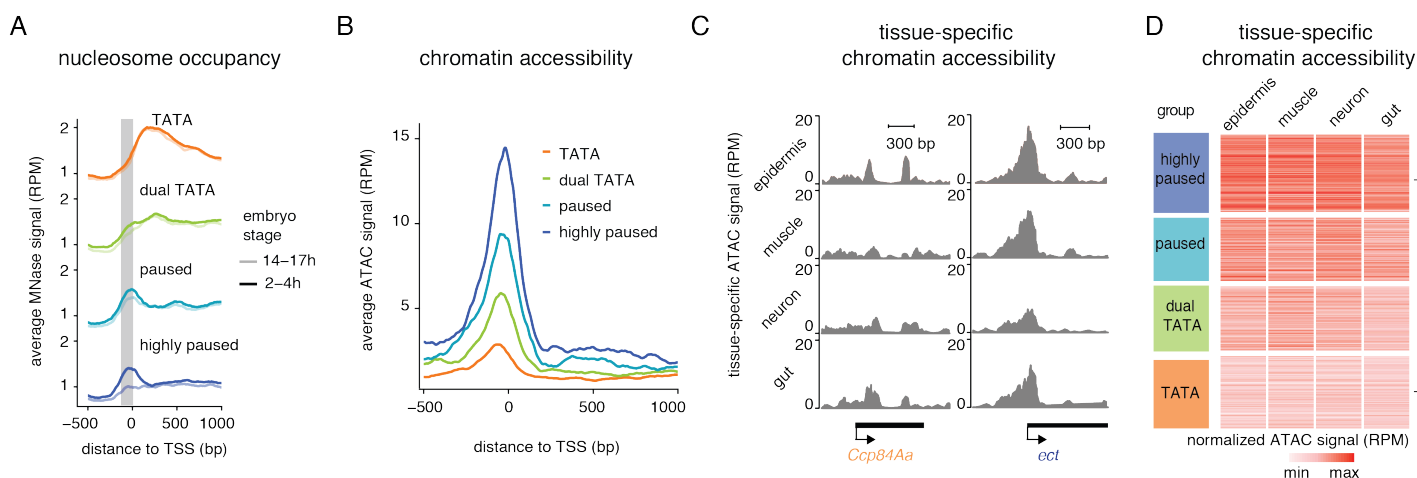 A
nucleosome occupancy
average MNase signal (RPM)
2
1
TATA
2
1
dual TATA
2
1
paused
2
1
highly paused
embryo
stage
14–17h
2–4h
−500
0
500
1000
distance to TSS (bp)
B
chromatin accessibility
average ATAC signal (RPM)
15
10
5
TATA
dual TATA
paused
highly paused
−500
0
500
1000
distance to TSS (bp)
C
tissue-specific
chromatin accessibility
tissue-specific average ATAC signal (RPM)
epidermis
20
0
300 bp
20
0
300 bp
muscle
20
0
20
0
neuron
20
0
20
0
gut
20
0
20
0
Ccp84Aa
ect
D
tissue-specific
chromatin accessibility
group
epidermis
muscle
neuron
gut
highly
paused
paused
dual
TATA
TATA
normalized ATAC signal (RPM)
min max